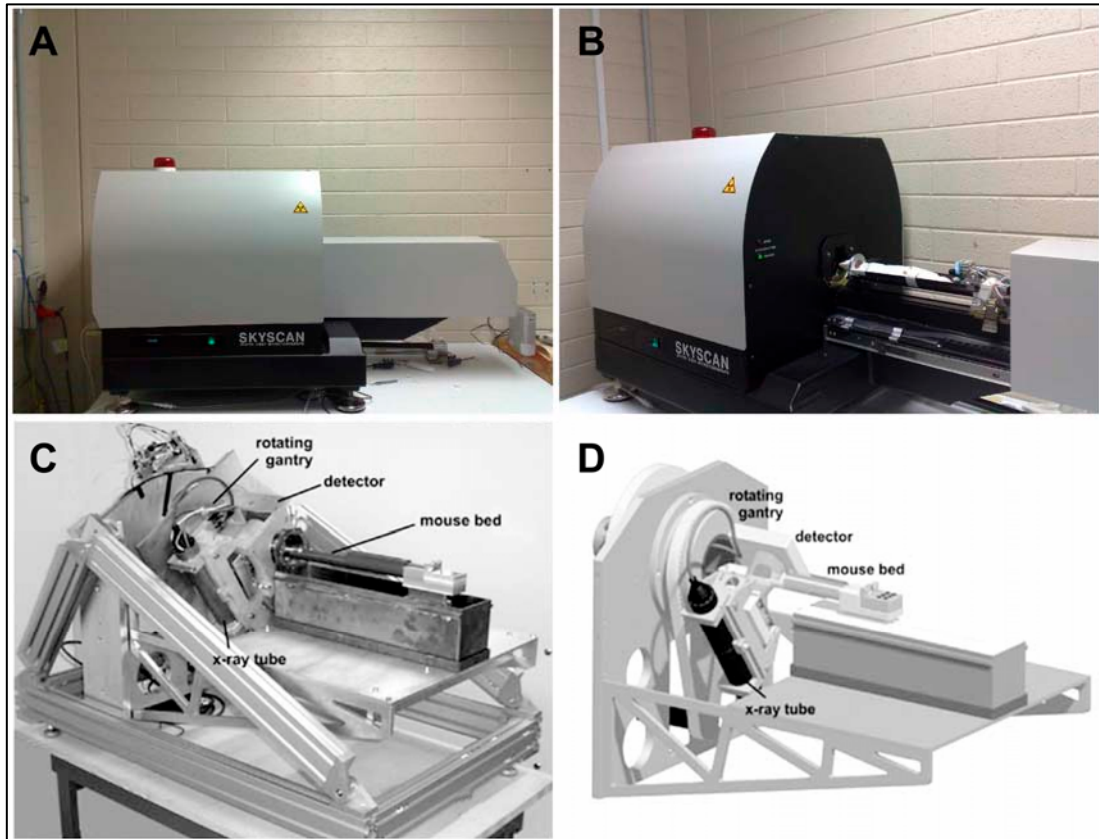 A
SKYSCAN
B
SKYSCAN
C
rotating
gantry
detector
mouse bed
x-ray tube
D
rotating
gantry
detector
mouse bed
x-ray tube